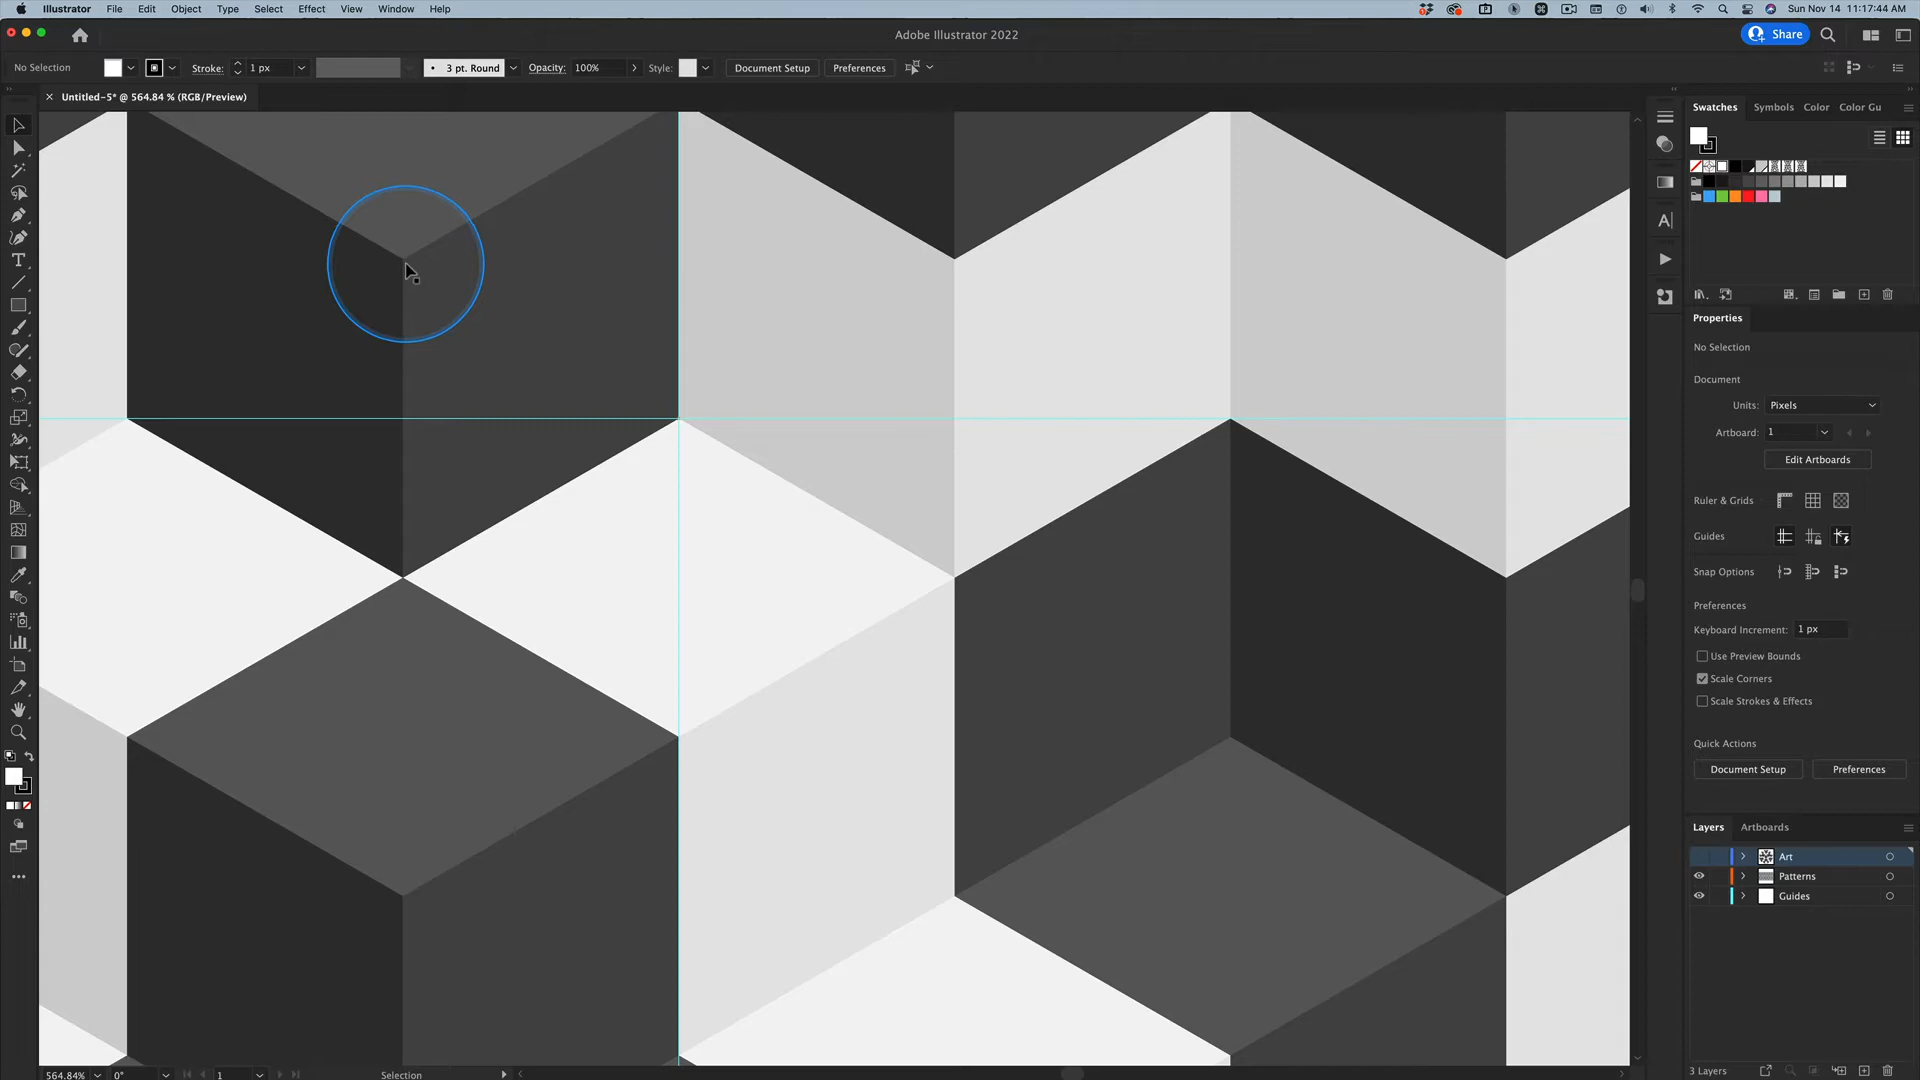 Illustrator File Edit Object Type Select Effect View Window Help Sun Nov 14 11:17:44 AM
Adobe Illustrator 2022 Share
No Selection Stroke: 1 px 3 pt. Round Opacity: 100% Style: Document Setup Preferences
Untitled-5* @ 564.84 % (RGB/Preview)
Swatches Symbols Color Color Gu
Properties
No Selection
Document
Units: Pixels
Artboard: 1
Edit Artboards
Ruler & Grids
Guides
Snap Options
Preferences
Keyboard Increment: 1 px
Use Preview Bounds
Scale Corners
Scale Strokes & Effects
Quick Actions
Document Setup Preferences
Layers Artboards
Art
Patterns
Guides
564.84% 0° 1 Selection 3 Layers